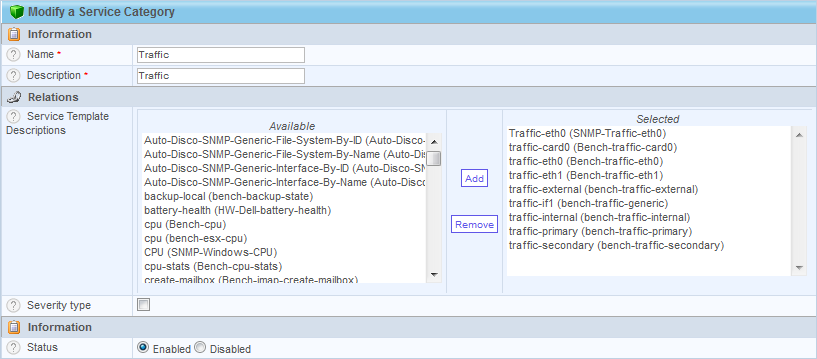 Modify a Service Category
Information
? Name *
Traffic
? Description *
Traffic
Relations
? Service Template
Descriptions
Available
Auto-Disco-SNMP-Generic-File-System-By-ID (Auto-Disco-
Auto-Disco-SNMP-Generic-File-System-By-Name (Auto-Di
Auto-Disco-SNMP-Generic-Interface-By-ID (Auto-Disco-SN
Auto-Disco-SNMP-Generic-Interface-By-Name (Auto-Disco
backup-local (bench-backup-state)
battery-health (HW-Dell-battery-health)
cpu (Bench-cpu)
cpu (bench-esx-cpu)
CPU (SNMP-Windows-CPU)
cpu-stats (Bench-cpu-stats)
create-mailbox (Bench-imap-create-mailbox)
Add
Remove
Selected
Traffic-eth0 (SNMP-Traffic-eth0)
traffic-card0 (Bench-traffic-card0)
traffic-eth0 (Bench-traffic-eth0)
traffic-eth1 (Bench-traffic-eth1)
traffic-external (bench-traffic-external)
traffic-if1 (bench-traffic-generic)
traffic-internal (bench-traffic-internal)
traffic-primary (bench-traffic-primary)
traffic-secondary (bench-traffic-secondary)
? Severity type
Information
? Status
Enabled Disabled